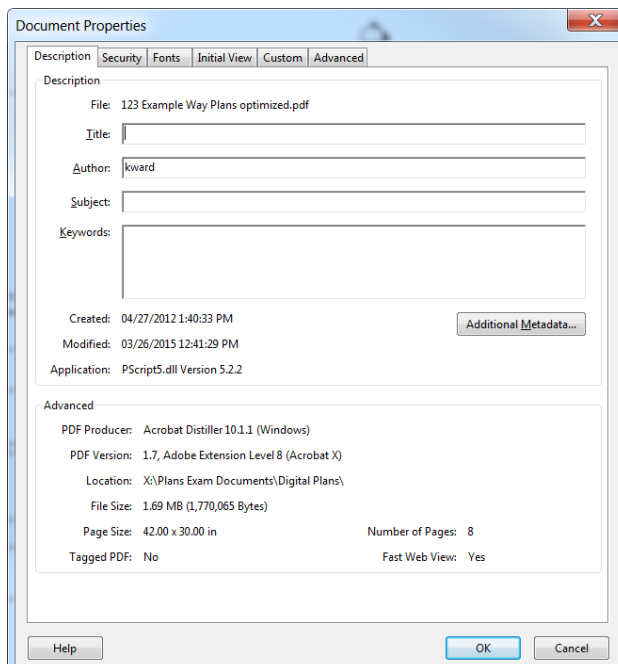 Document Properties
Description Security Fonts Initial View Custom Advanced
Description
File: 123 Example Way Plans optimized.pdf
Title:
Author: kward
Subject:
Keywords:
Created: 04/27/2012 1:40:33 PM
Additional Metadata...
Modified: 03/26/2015 12:41:29 PM
Application: PScript5.dll Version 5.2.2
Advanced
PDF Producer: Acrobat Distiller 10.1.1 (Windows)
PDF Version: 1.7, Adobe Extension Level 8 (Acrobat X)
Location: X:\Plans Exam Documents\Digital Plans\
File Size: 1.69 MB (1,770,065 Bytes)
Page Size: 42.00 x 30.00 in Number of Pages: 8
Tagged PDF: No Fast Web View: Yes
Help OK Cancel